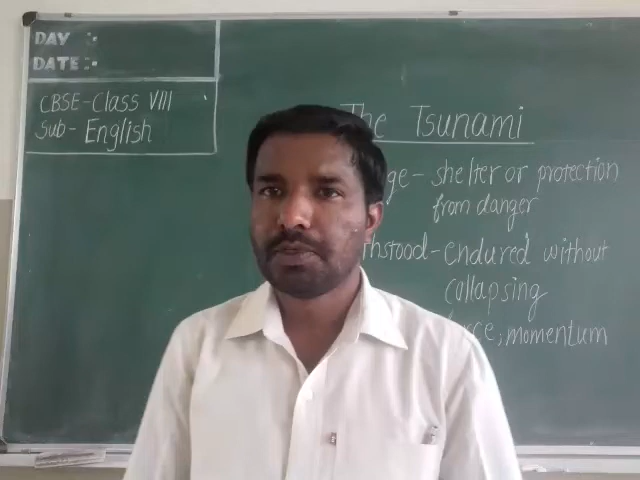 DAY :-
DATE :-
CBSE-Class VIII
Sub- English
The Tsunami
shelter or protection
from danger
endured without
collapsing
momentum